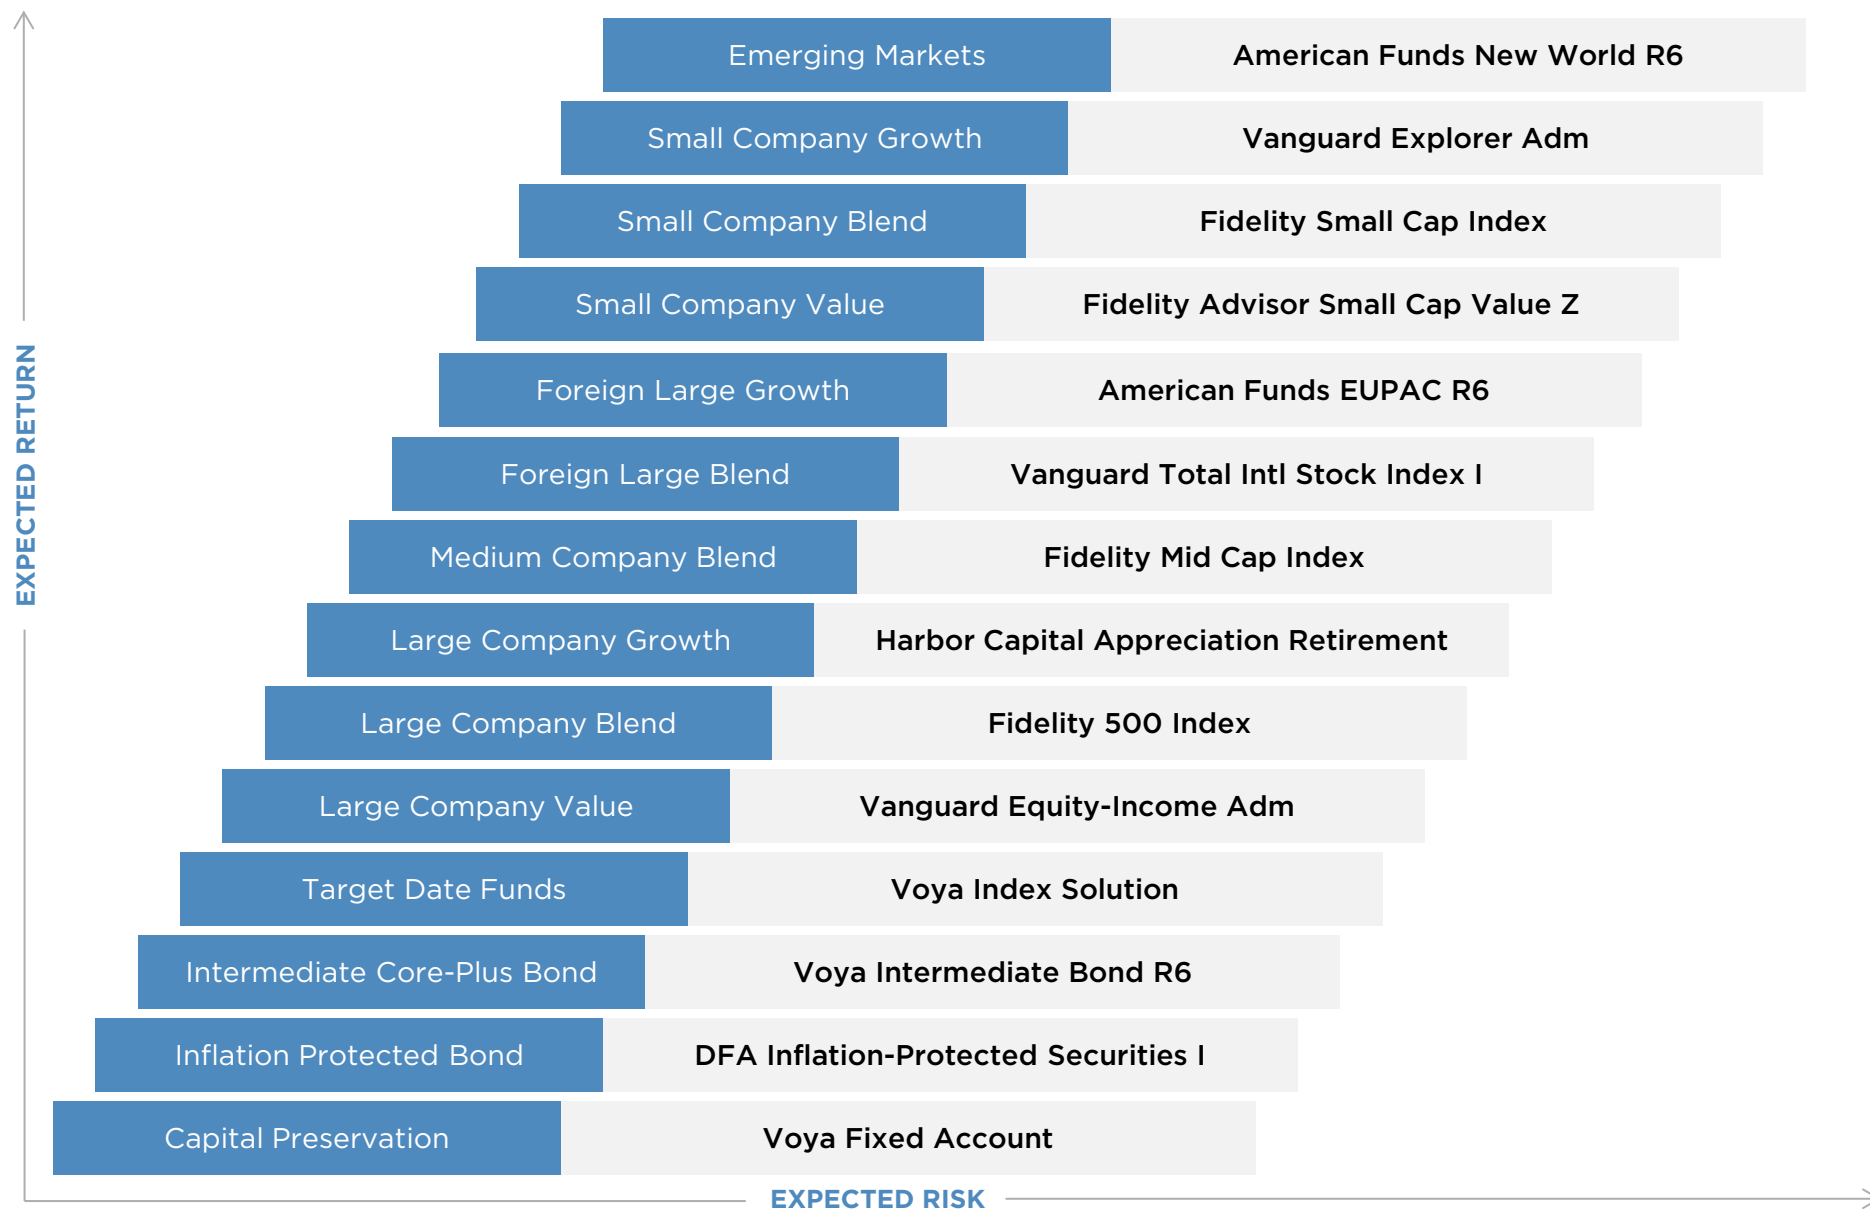 Emerging Markets American Funds New World R6
Small Company Growth Vanguard Explorer Adm
Small Company Blend Fidelity Small Cap Index
Small Company Value Fidelity Advisor Small Cap Value Z
Foreign Large Growth American Funds EUPAC R6
Foreign Large Blend Vanguard Total Intl Stock Index I
Medium Company Blend Fidelity Mid Cap Index
Large Company Growth Harbor Capital Appreciation Retirement
Large Company Blend Fidelity 500 Index
Large Company Value Vanguard Equity-Income Adm
Target Date Funds Voya Index Solution
Intermediate Core-Plus Bond Voya Intermediate Bond R6
Inflation Protected Bond DFA Inflation-Protected Securities I
Capital Preservation Voya Fixed Account
EXPECTED RETURN
EXPECTED RISK